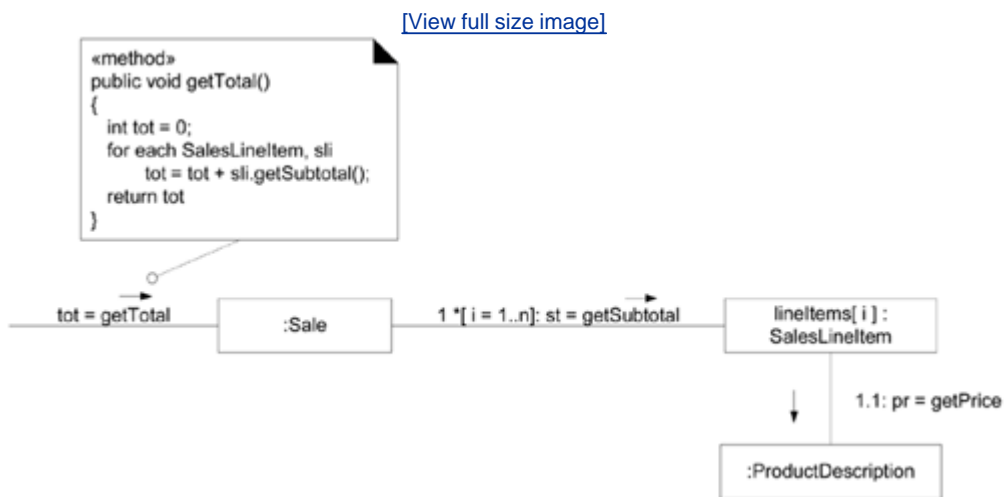 [View full size image]
«method»
public void getTotal()
{
int tot = 0;
for each SalesLineItem, sli
tot = tot + sli.getSubtotal();
return tot
}
tot = getTotal
:Sale
1 *[ i = 1..n]: st = getSubtotal
lineItems[ i ] :
SalesLineItem
1.1: pr = getPrice
:ProductDescription